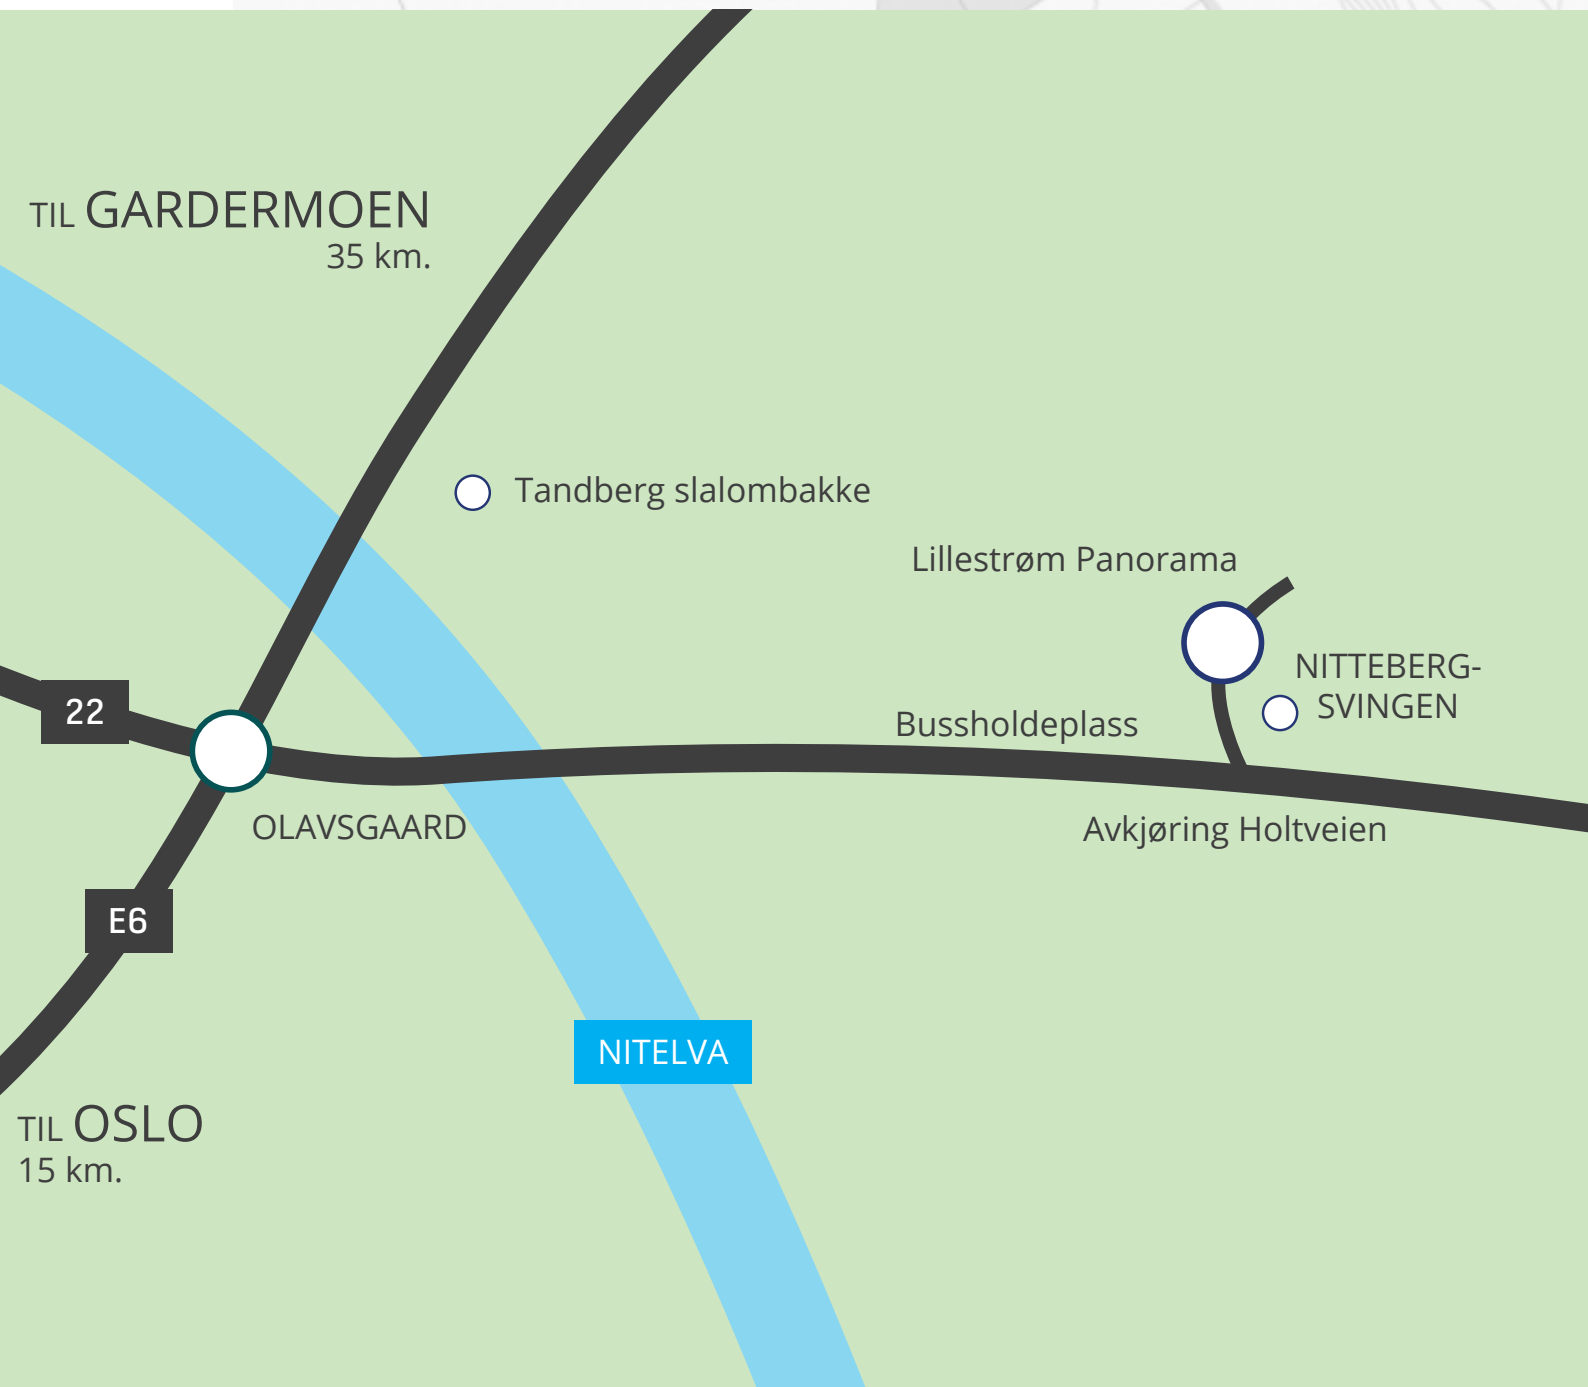 TIL GARDERMOEN
35 km.
Tandberg slalombakke
Lillestrøm Panorama
NITTEBERG-
SVINGEN
22
Bussholdeplass
OLAVSGAARD
Avkjøring Holtveien
E6
NITELVA
TIL OSLO
15 km.